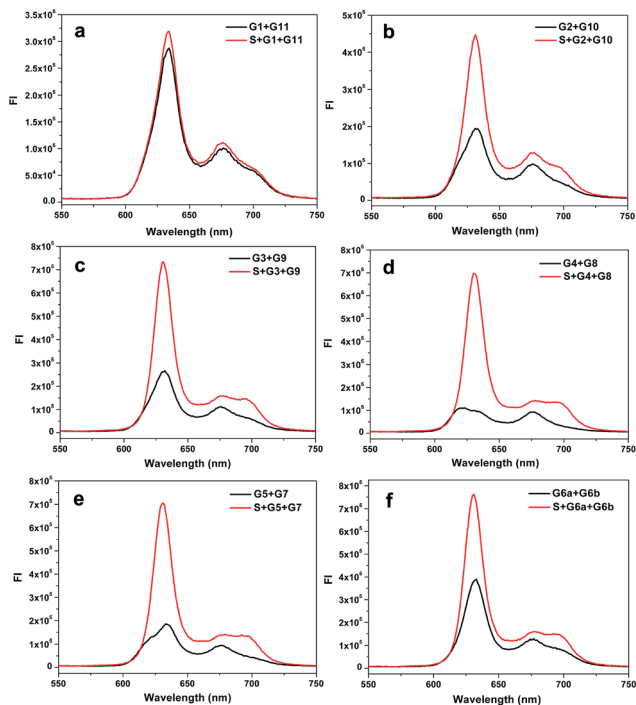 a
G1+G11
S+G1+G11
3.5x10⁵
3.0x10⁵
2.5x10⁵
2.0x10⁵
1.5x10⁵
1.0x10⁵
5.0x10⁴
0.0
FI
550 600 650 700 750
Wavelength (nm)
b
G2+G10
S+G2+G10
5x10⁵
4x10⁵
3x10⁵
2x10⁵
1x10⁵
0
FI
550 600 650 700 750
Wavelength (nm)
c
G3+G9
S+G3+G9
8x10⁵
7x10⁵
6x10⁵
5x10⁵
4x10⁵
3x10⁵
2x10⁵
1x10⁵
0
FI
550 600 650 700 750
Wavelength (nm)
d
G4+G8
S+G4+G8
8x10⁵
7x10⁵
6x10⁵
5x10⁵
4x10⁵
3x10⁵
2x10⁵
1x10⁵
0
FI
550 600 650 700 750
Wavelength (nm)
e
G5+G7
S+G5+G7
8x10⁵
7x10⁵
6x10⁵
5x10⁵
4x10⁵
3x10⁵
2x10⁵
1x10⁵
0
FI
550 600 650 700 750
Wavelength (nm)
f
G6a+G6b
S+G6a+G6b
8x10⁵
7x10⁵
6x10⁵
5x10⁵
4x10⁵
3x10⁵
2x10⁵
1x10⁵
0
FI
550 600 650 700 750
Wavelength (nm)